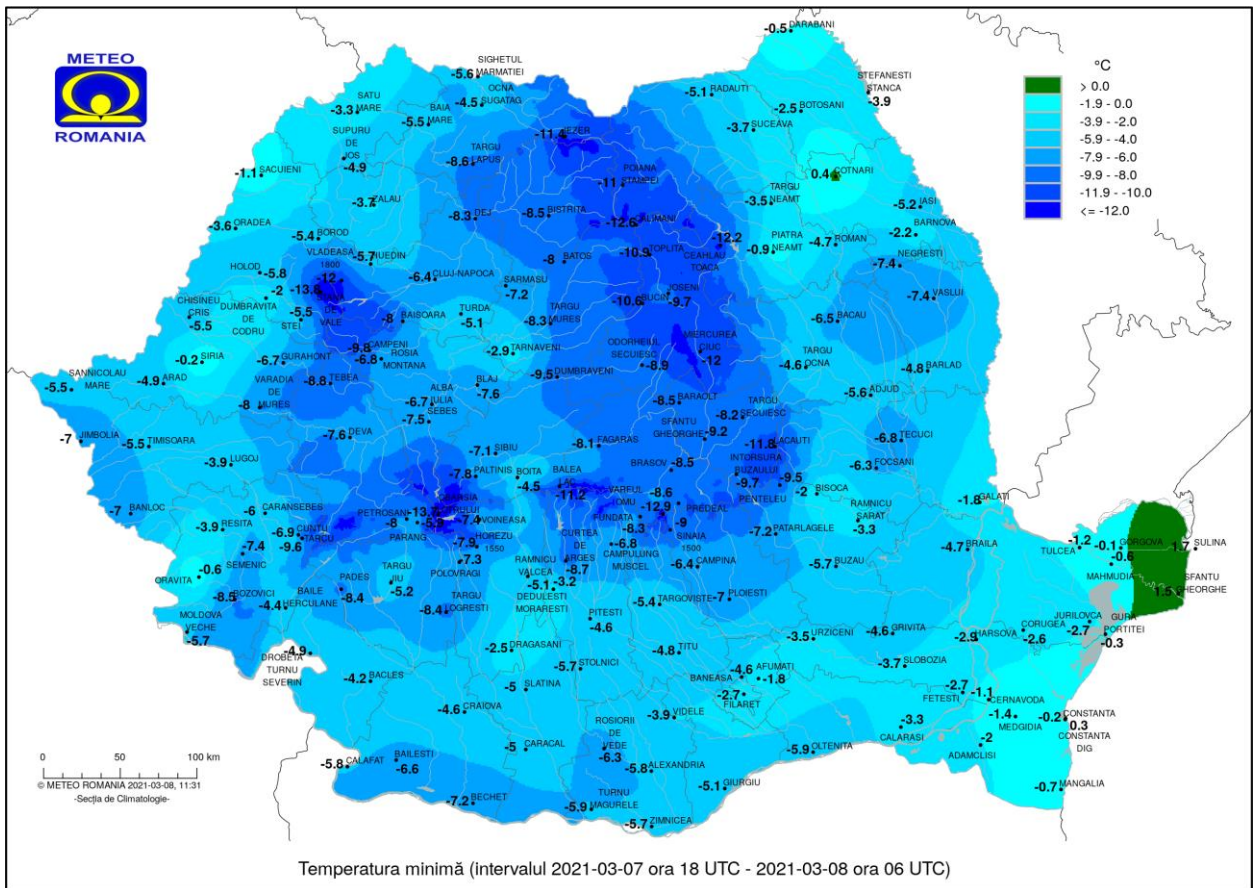 METEO
ROMANIA
°C
> 0.0
-1.9 - 0.0
-3.9 - -2.0
-5.9 - -4.0
-7.9 - -6.0
-9.9 - -8.0
-11.9 - -10.0
<= -12.0
-0.5 DARABANI
SIGHETUL
-5.6 MARMATIEI
OCNA
-4.5 SUGATAG
SATU
-3.3 MARE
BAIA
-5.5 MARE
-5.1 RADAUTI
STEFANESTI
STANCA
-3.9
-2.5 BOTOSANI
-3.7 SUCEAVA
SUPURU
DE
JOS
-4.9
-11.4 IEZER
TARGU
-8.6 LAPUS
POIANA
-11 STAMPEI
-1.1 SACUIENI
0.4 COTNARI
TARGU
-3.5 NEAMT
-3.7 ZALAU
-8.3 DEJ
-8.5 BISTRITA
-12.6 CALIMANI
-5.2 IASI
-3.6 ORADEA
-5.4 BOROD
-2.2 BARNOVA
-12.2
CEAHLAU
TOACA
PIATRA
-0.9 NEAMT
-4.7 ROMAN
VLADEASA
1800
-12
-5.7 HUEDIN
-8 BATOS
-10.9 TOPLITA
NEGRESTI
-7.4
HOLOD
-5.8
-6.4 CLUJ-NAPOCA
SARMASU
-7.2
-2
DUMBRAVITA
DE
CODRU
-13.8
STANA
DE
VALE
-10.6 BUCIN
JOSENI
-9.7
-7.4 VASLUI
CHISINEU
CRIS
-5.5
-5.5
STEI
-8 BAISOARA
TURDA
-5.1
-8.3
TARGU
MURES
-6.5 BACAU
MIERCUREA
CIUC
-12
-9.8 CAMPENI
-6.8 ROSIA
MONTANA
-2.9 TARNAVENI
ODORHEIUL
SECUIESC
-8.9
TARGU
-4.6 OCNA
-4.8 BARLAD
-0.2 SIRIA
-6.7 GURAHONT
-5.5 SANNICOLAU
MARE
-4.9 ARAD
-8.8 TEBEA
-9.5 DUMBRAVENI
VARADIA
DE
-8 MURES
BLAJ
-7.6
-5.6 ADJUD
ALBA
-6.7 IULIA
SEBES
-7.5
-8.5 BARAOLT
TARGU
-8.2 SECUIESC
SFANTU
GHEORGHE -9.2
-7 JIMBOLIA
-5.5 TIMISOARA
-7.6 DEVA
-6.8 TECUCI
-8.1 FAGARAS
-11.8 LACAUTI
-7.1 SIBIU
-3.9 LUGOJ
BRASOV -8.5
INTORSURA
BUZAULUI
-9.7
-6.3 FOCSANI
-7.8 PALTINIS
BOITA
-4.5
BALEA
LAC
-11.2
-9.5
PENTELEU
-2
BISOCA
-1.8 GALATI
-7 BANLOC
-6 CARANSEBES
-8.6
VARFUL
OMU
-12.9
PREDEAL
RAMNICU
SARAT
-3.3
-3.9 RESITA
-6.9 CUNTU
TARCU
-9.6
PETROSANI
-8
PARANG
-13.7
-5.9
-7.4 VOINEASA
FUNDATA
-8.3
-9
SINAIA
1500
-7.2 PATARLAGELE
-7.9 HOREZU
1550
-7.3
POLOVRAGI
CURTEA
DE
ARGES
-8.7
-6.8
CAMPULUNG
MUSCEL
-4.7 BRAILA
-1.2
TULCEA
-0.1 GORGOVA
-0.6
MAHMUDIA
1.7 SULINA
-7.4
SEMENIC
-6.4 CAMPINA
-5.7 BUZAU
-0.6
ORAVITA
RAMNICU
VALCEA
-5.1
-3.2
DEDULESTI
MORARESTI
SFANTU
1.5 GHEORGHE
-8.5 BOZOVICI
PADES
-8.4
TARGU
JIU
-5.2
BAILE
-4.4 HERCULANE
-5.4 TARGOVISTE
-7 PLOIESTI
TARGU
-8.4 LOGRESTI
MOLDOVA
VECHE
-5.7
PITESTI
-4.6
JURILOVCA
-2.7
GURA
PORTITEI
-0.3
-3.5 URZICENI
-4.6 GRIVITA
-2.9 HARSOVA
CORUGEA
-2.6
-4.9
DROBETA
TURNU
SEVERIN
-2.5 DRAGASANI
-4.8 TITU
-5.7 STOLNICI
-4.6
BANEASA
AFUMATI
-1.8
-3.7 SLOBOZIA
-4.2 BACLES
-5 SLATINA
-2.7
FILARET
-2.7
FETESTI
-1.1
CERNAVODA
-4.6 CRAIOVA
-3.9 VIDELE
-1.4
MEDGIDIA
-0.2 CONSTANTA
0.3
CONSTANTA
DIG
-3.3
CALARASI
ROSIORII
DE
VEDE
-6.3
-5 CARACAL
-5.9 OLTENITA
-2
ADAMCLISI
-5.8 CALAFAT
BAILESTI
-6.6
-5.8 ALEXANDRIA
-5.1 GIURGIU
-0.7 MANGALIA
-7.2 BECHET
TURNU
-5.9 MAGURELE
-5.7 ZIMNICEA
0 50 100 km
© METEO ROMANIA 2021-03-08, 11:31
-Secția de Climatologie-
Temperatura minimă (intervalul 2021-03-07 ora 18 UTC - 2021-03-08 ora 06 UTC)